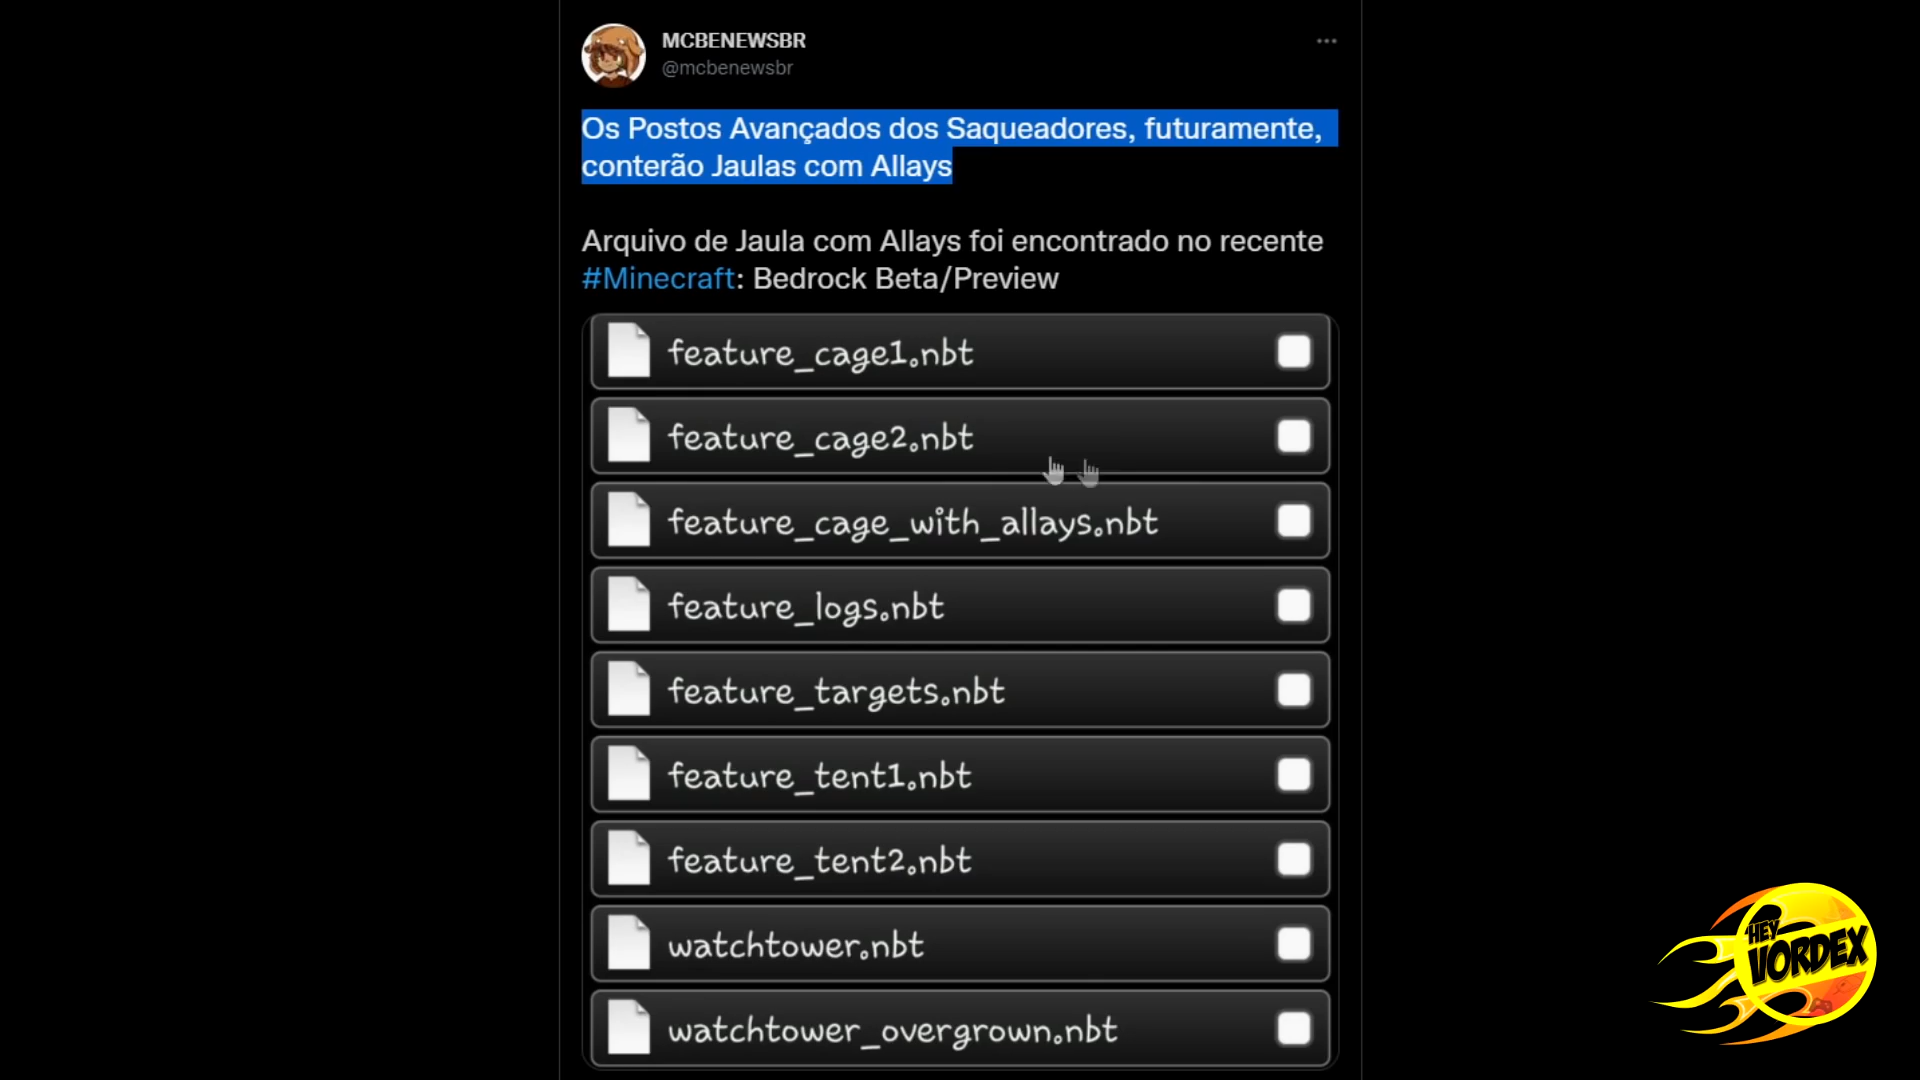 MCBENEWSBR
@mcbenewsbr
Os Postos Avançados dos Saqueadores, futuramente,
conterão Jaulas com Allays
Arquivo de Jaula com Allays foi encontrado no recente
#Minecraft: Bedrock Beta/Preview
feature_cage1.nbt
feature_cage2.nbt
feature_cage_with_allays.nbt
feature_logs.nbt
feature_targets.nbt
feature_tent1.nbt
feature_tent2.nbt
watchtower.nbt
watchtower_overgrown.nbt
HEY
VORDEX